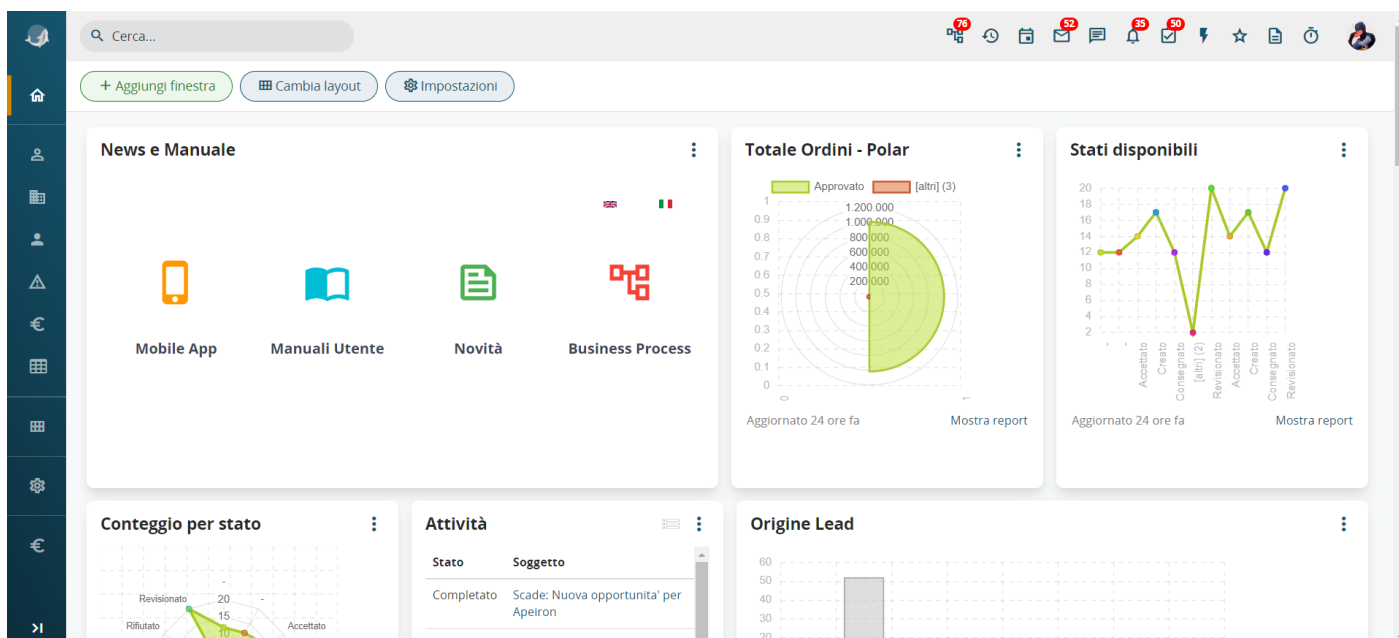 Cerca...
76
52
35
50
+ Aggiungi finestra
Cambia layout
Impostazioni
News e Manuale
Mobile App
Manuali Utente
Novità
Business Process
Totale Ordini - Polar
Approvato
[altri] (3)
1
0.9
0.8
0.7
0.6
0.5
0.4
0.3
0.2
0.1
0
1.200.000
1.000.000
800.000
600.000
400.000
200.000
0
1
Aggiornato 24 ore fa
Mostra report
Stati disponibili
20
18
16
14
12
10
8
6
4
2
-
-
Accettato
Creato
Consegnato
[altri] (2)
Revisionato
Accettato
Creato
Consegnato
Revisionato
Aggiornato 24 ore fa
Mostra report
Conteggio per stato
-
-
Revisionato
20
15
10
Rifiutato
Accettato
Attività
Stato Soggetto
Completato Scade: Nuova opportunita' per
Apeiron
Origine Lead
60
50
40
30
20